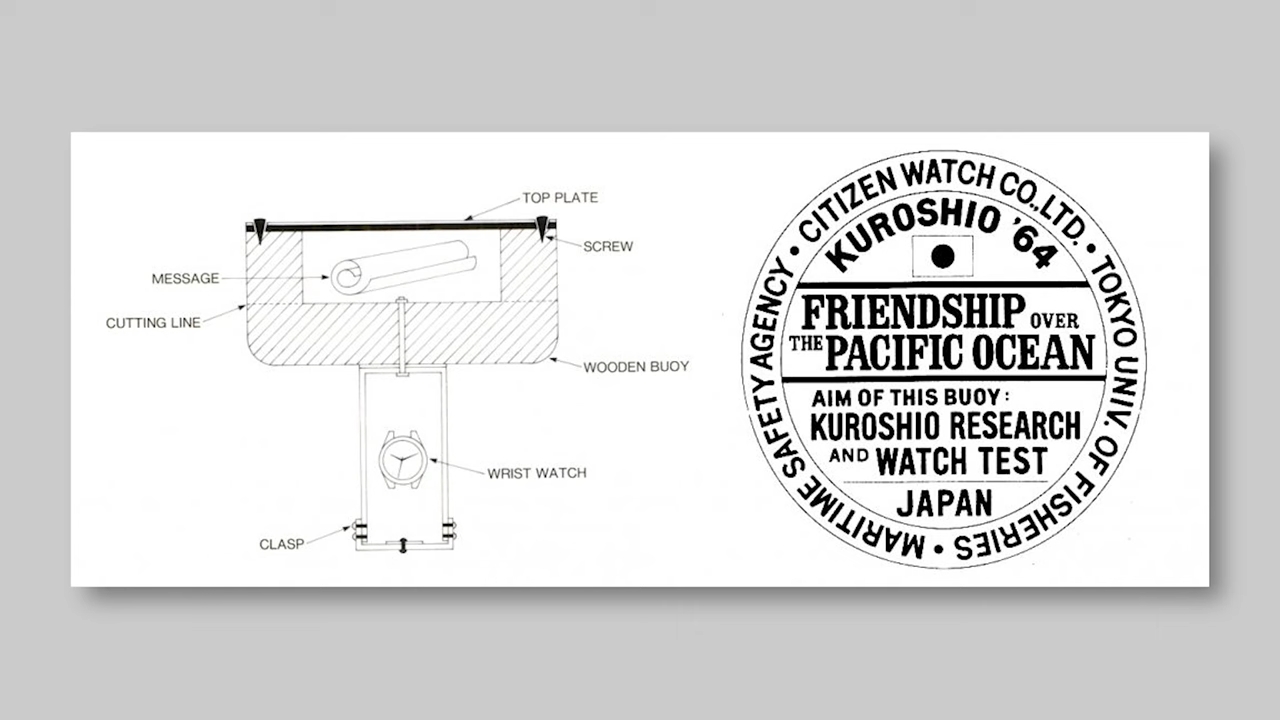 TOP PLATE
SCREW
MESSAGE
CUTTING LINE
WOODEN BUOY
WRIST WATCH
CLASP
MARITIME SAFETY AGENCY • CITIZEN WATCH CO.,LTD. • TOKYO UNIV. OF FISHERIES •
KUROSHIO '64
FRIENDSHIP OVER
THE PACIFIC OCEAN
AIM OF THIS BUOY:
KUROSHIO RESEARCH
AND WATCH TEST
JAPAN